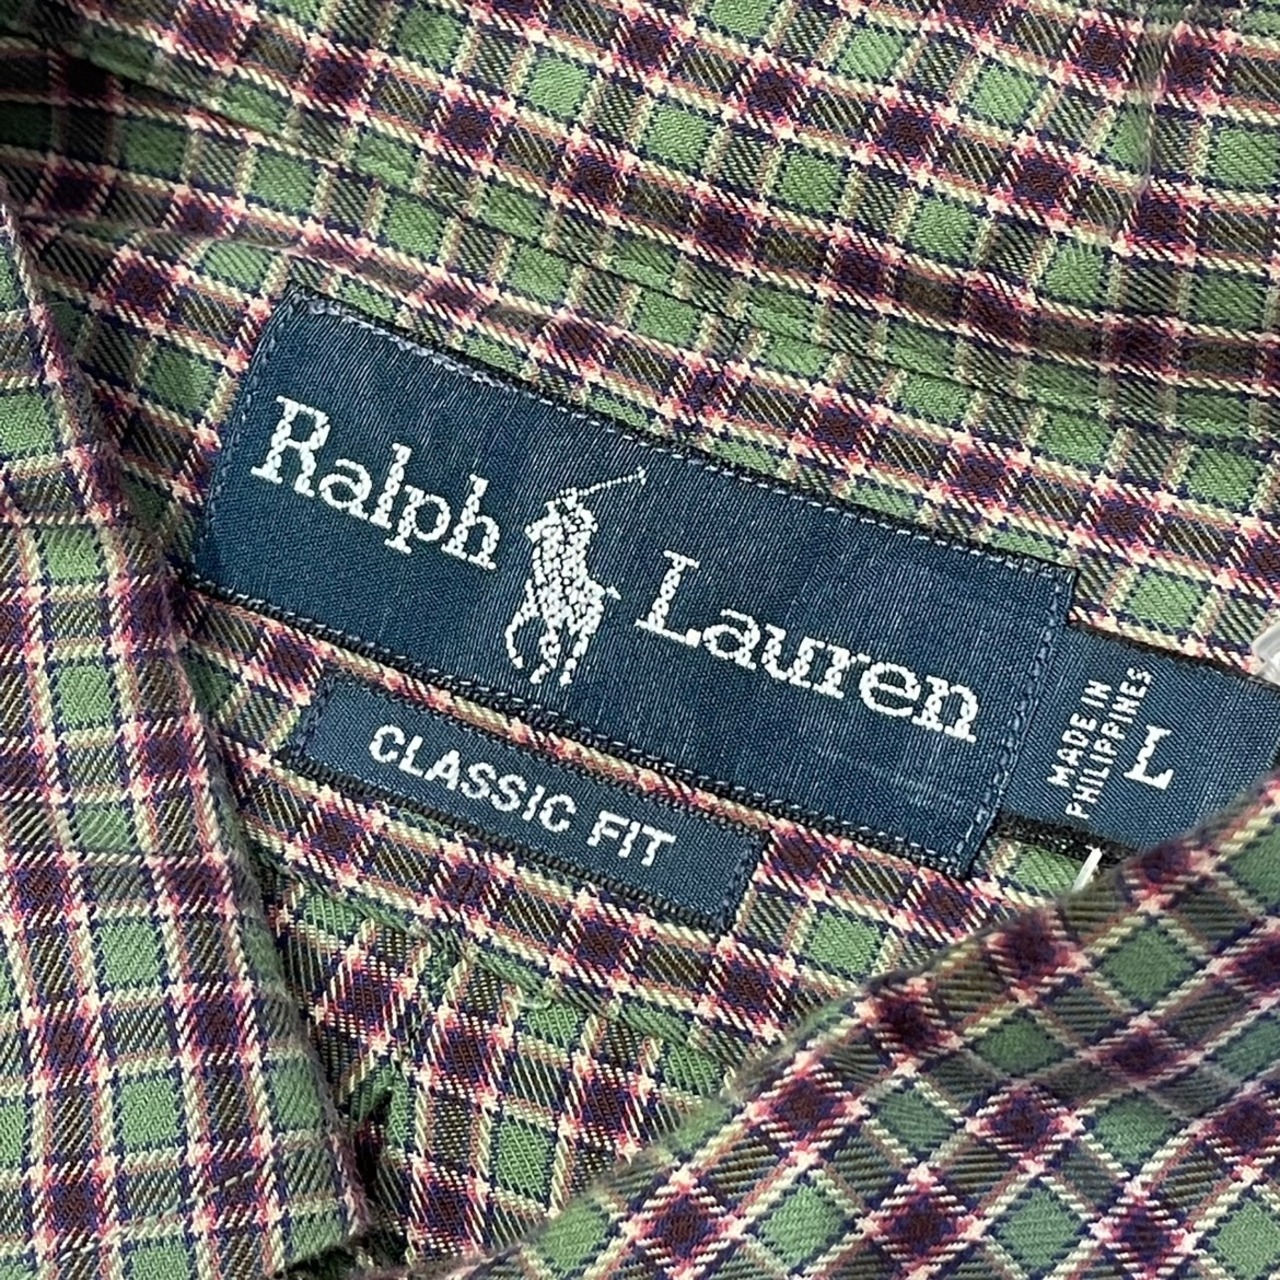 Ralph Lauren
CLASSIC FIT
MADE IN
PHILIPPINES
L